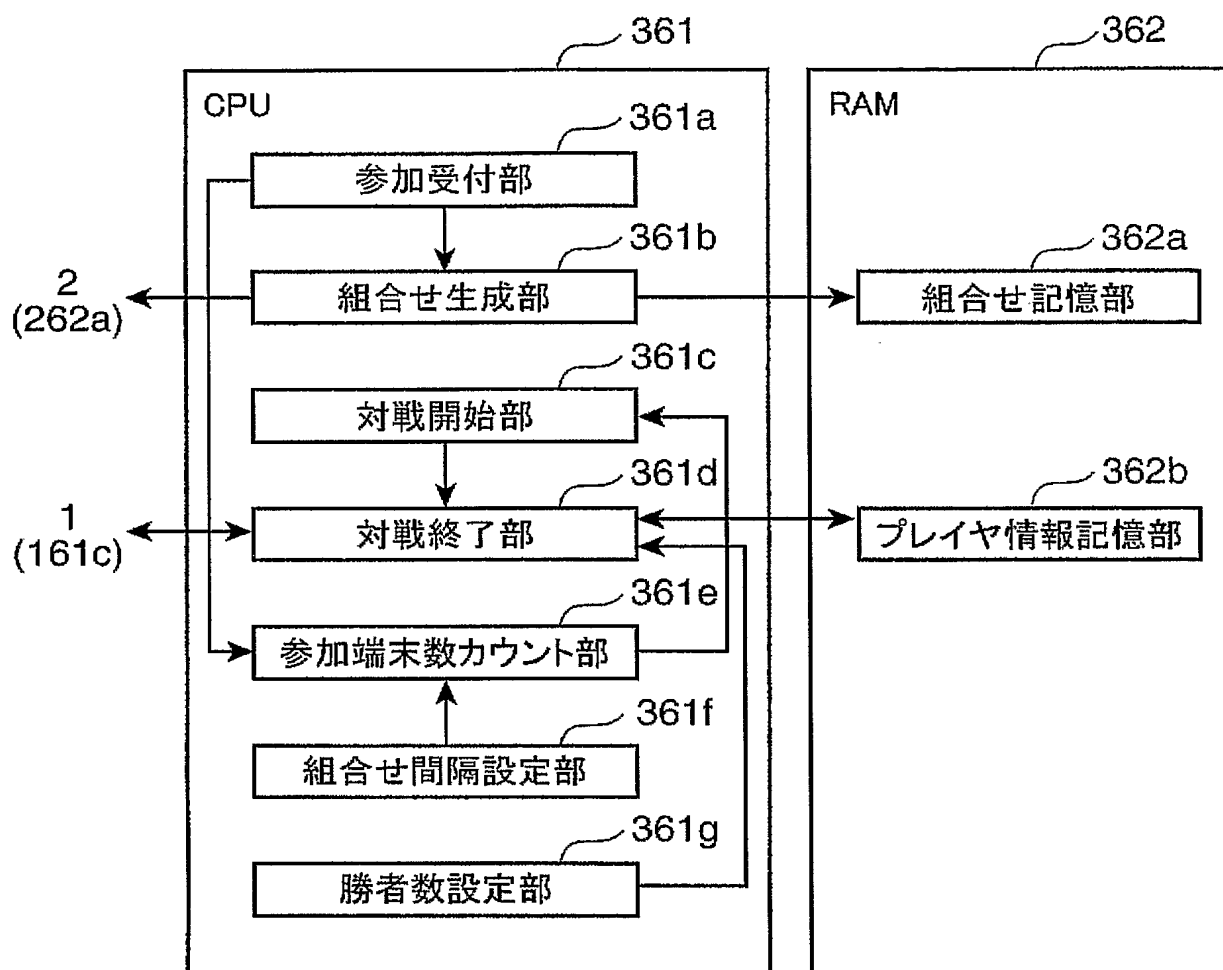 361
362
CPU
RAM
361a
参加受付部
361b
362a
2
(262a)
組合せ生成部
組合せ記憶部
361c
対戦開始部
361d
362b
1
(161c)
対戦終了部
プレイヤ情報記憶部
361e
参加端末数カウント部
361f
組合せ間隔設定部
361g
勝者数設定部